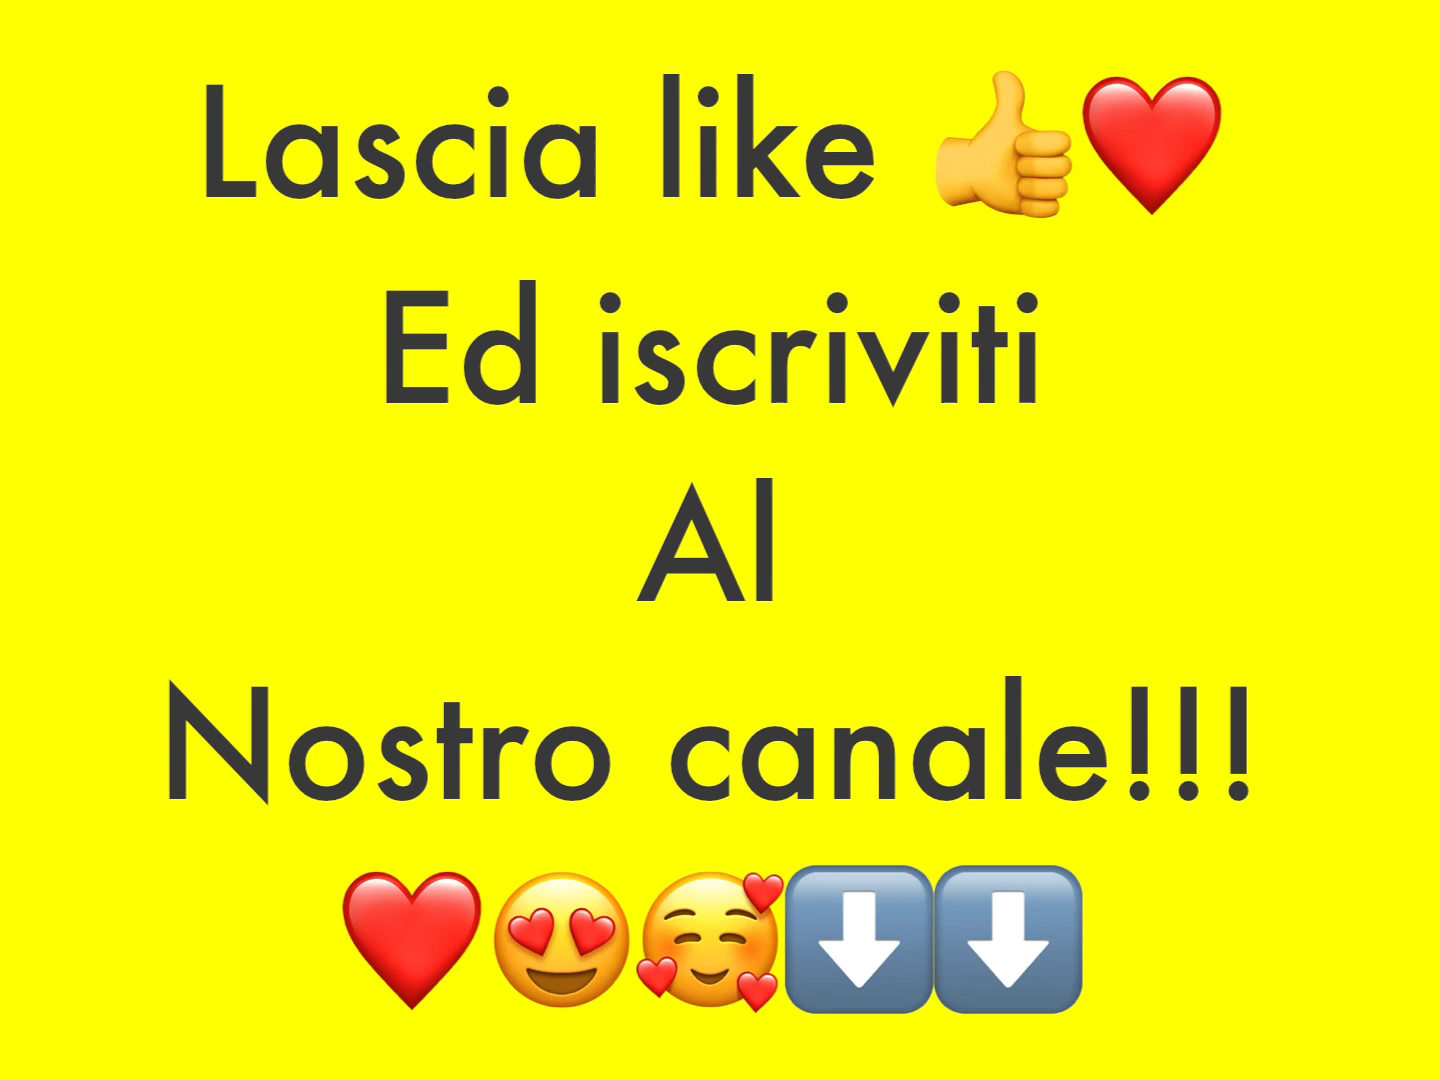 Lascia like 👍❤️
Ed iscriviti
Al
Nostro canale!!!
❤️😍🥰⬇️⬇️